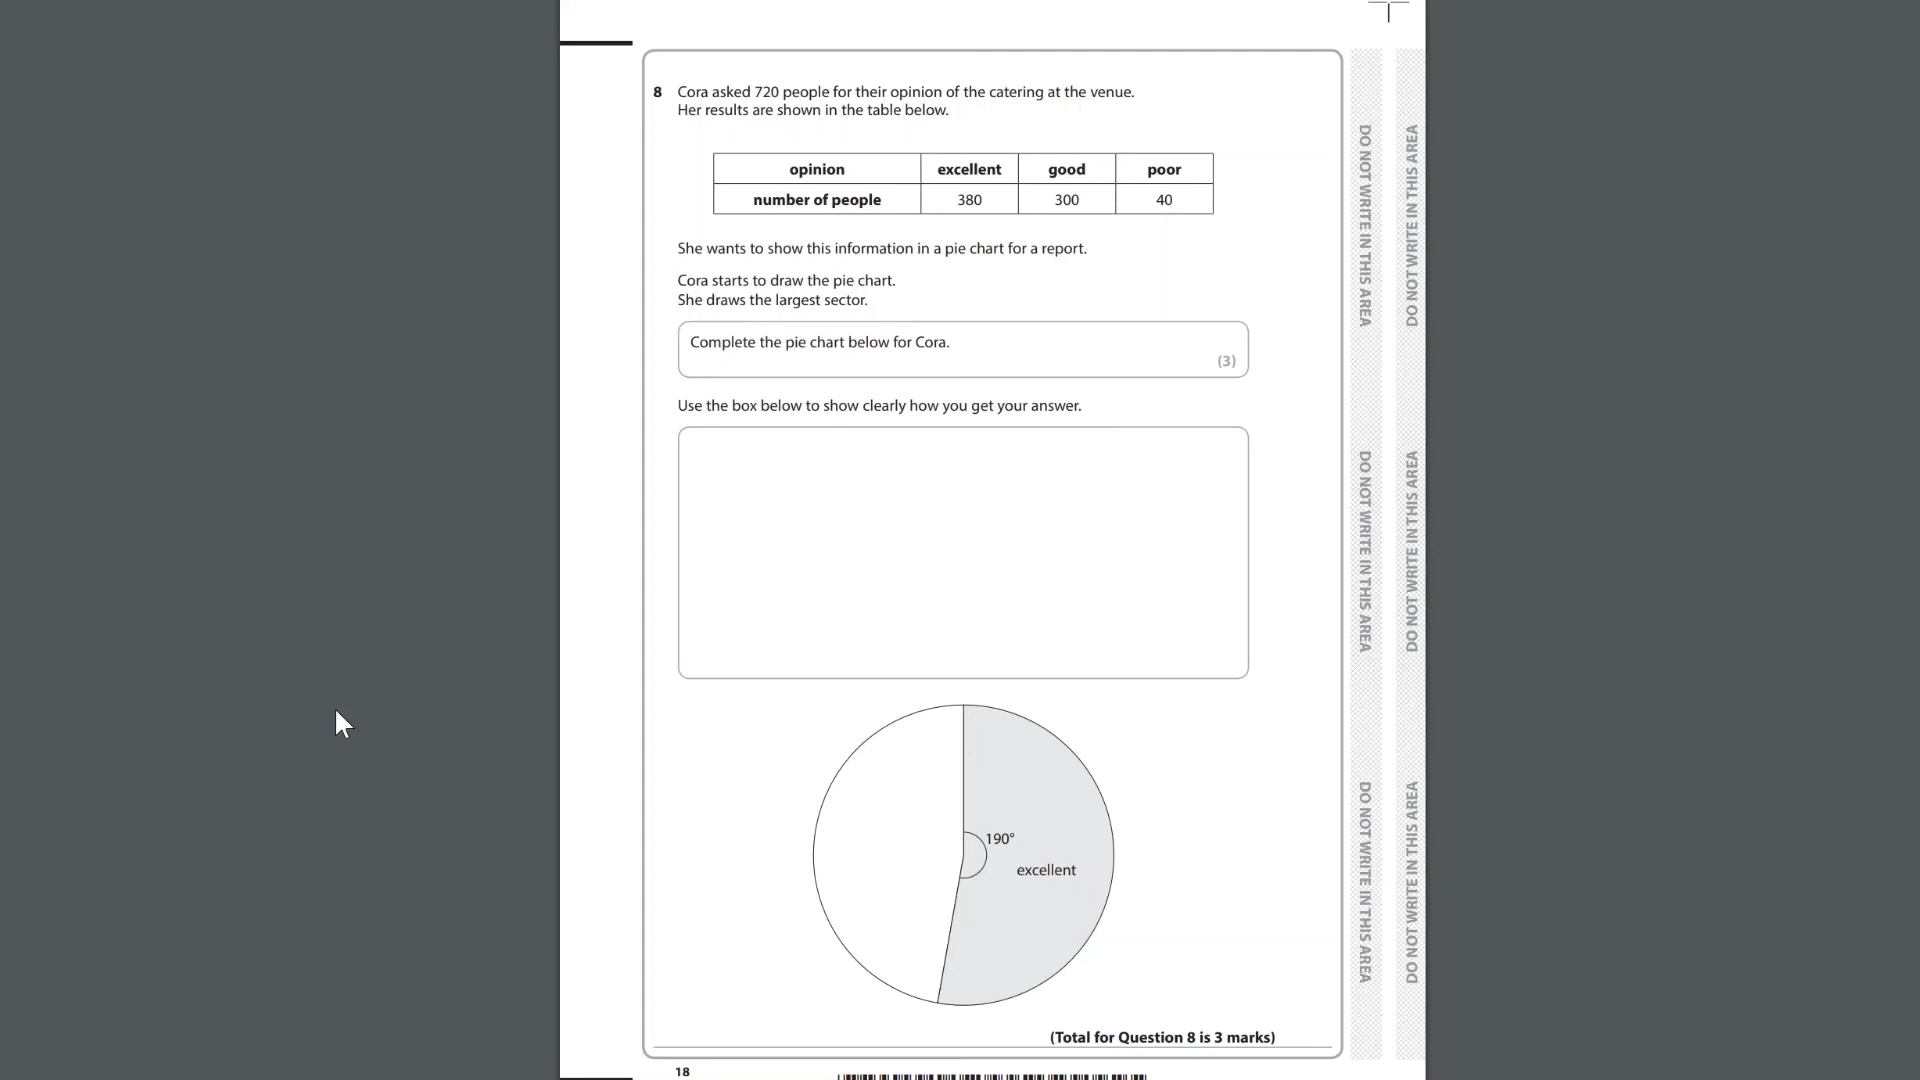 8 Cora asked 720 people for their opinion of the catering at the venue.
Her results are shown in the table below.
opinion excellent good poor
number of people 380 300 40
She wants to show this information in a pie chart for a report.
Cora starts to draw the pie chart.
She draws the largest sector.
Complete the pie chart below for Cora.
(3)
Use the box below to show clearly how you get your answer.
190°
excellent
(Total for Question 8 is 3 marks)
18
DO NOT WRITE IN THIS AREA
DO NOT WRITE IN THIS AREA
DO NOT WRITE IN THIS AREA
DO NOT WRITE IN THIS AREA
DO NOT WRITE IN THIS AREA
DO NOT WRITE IN THIS AREA